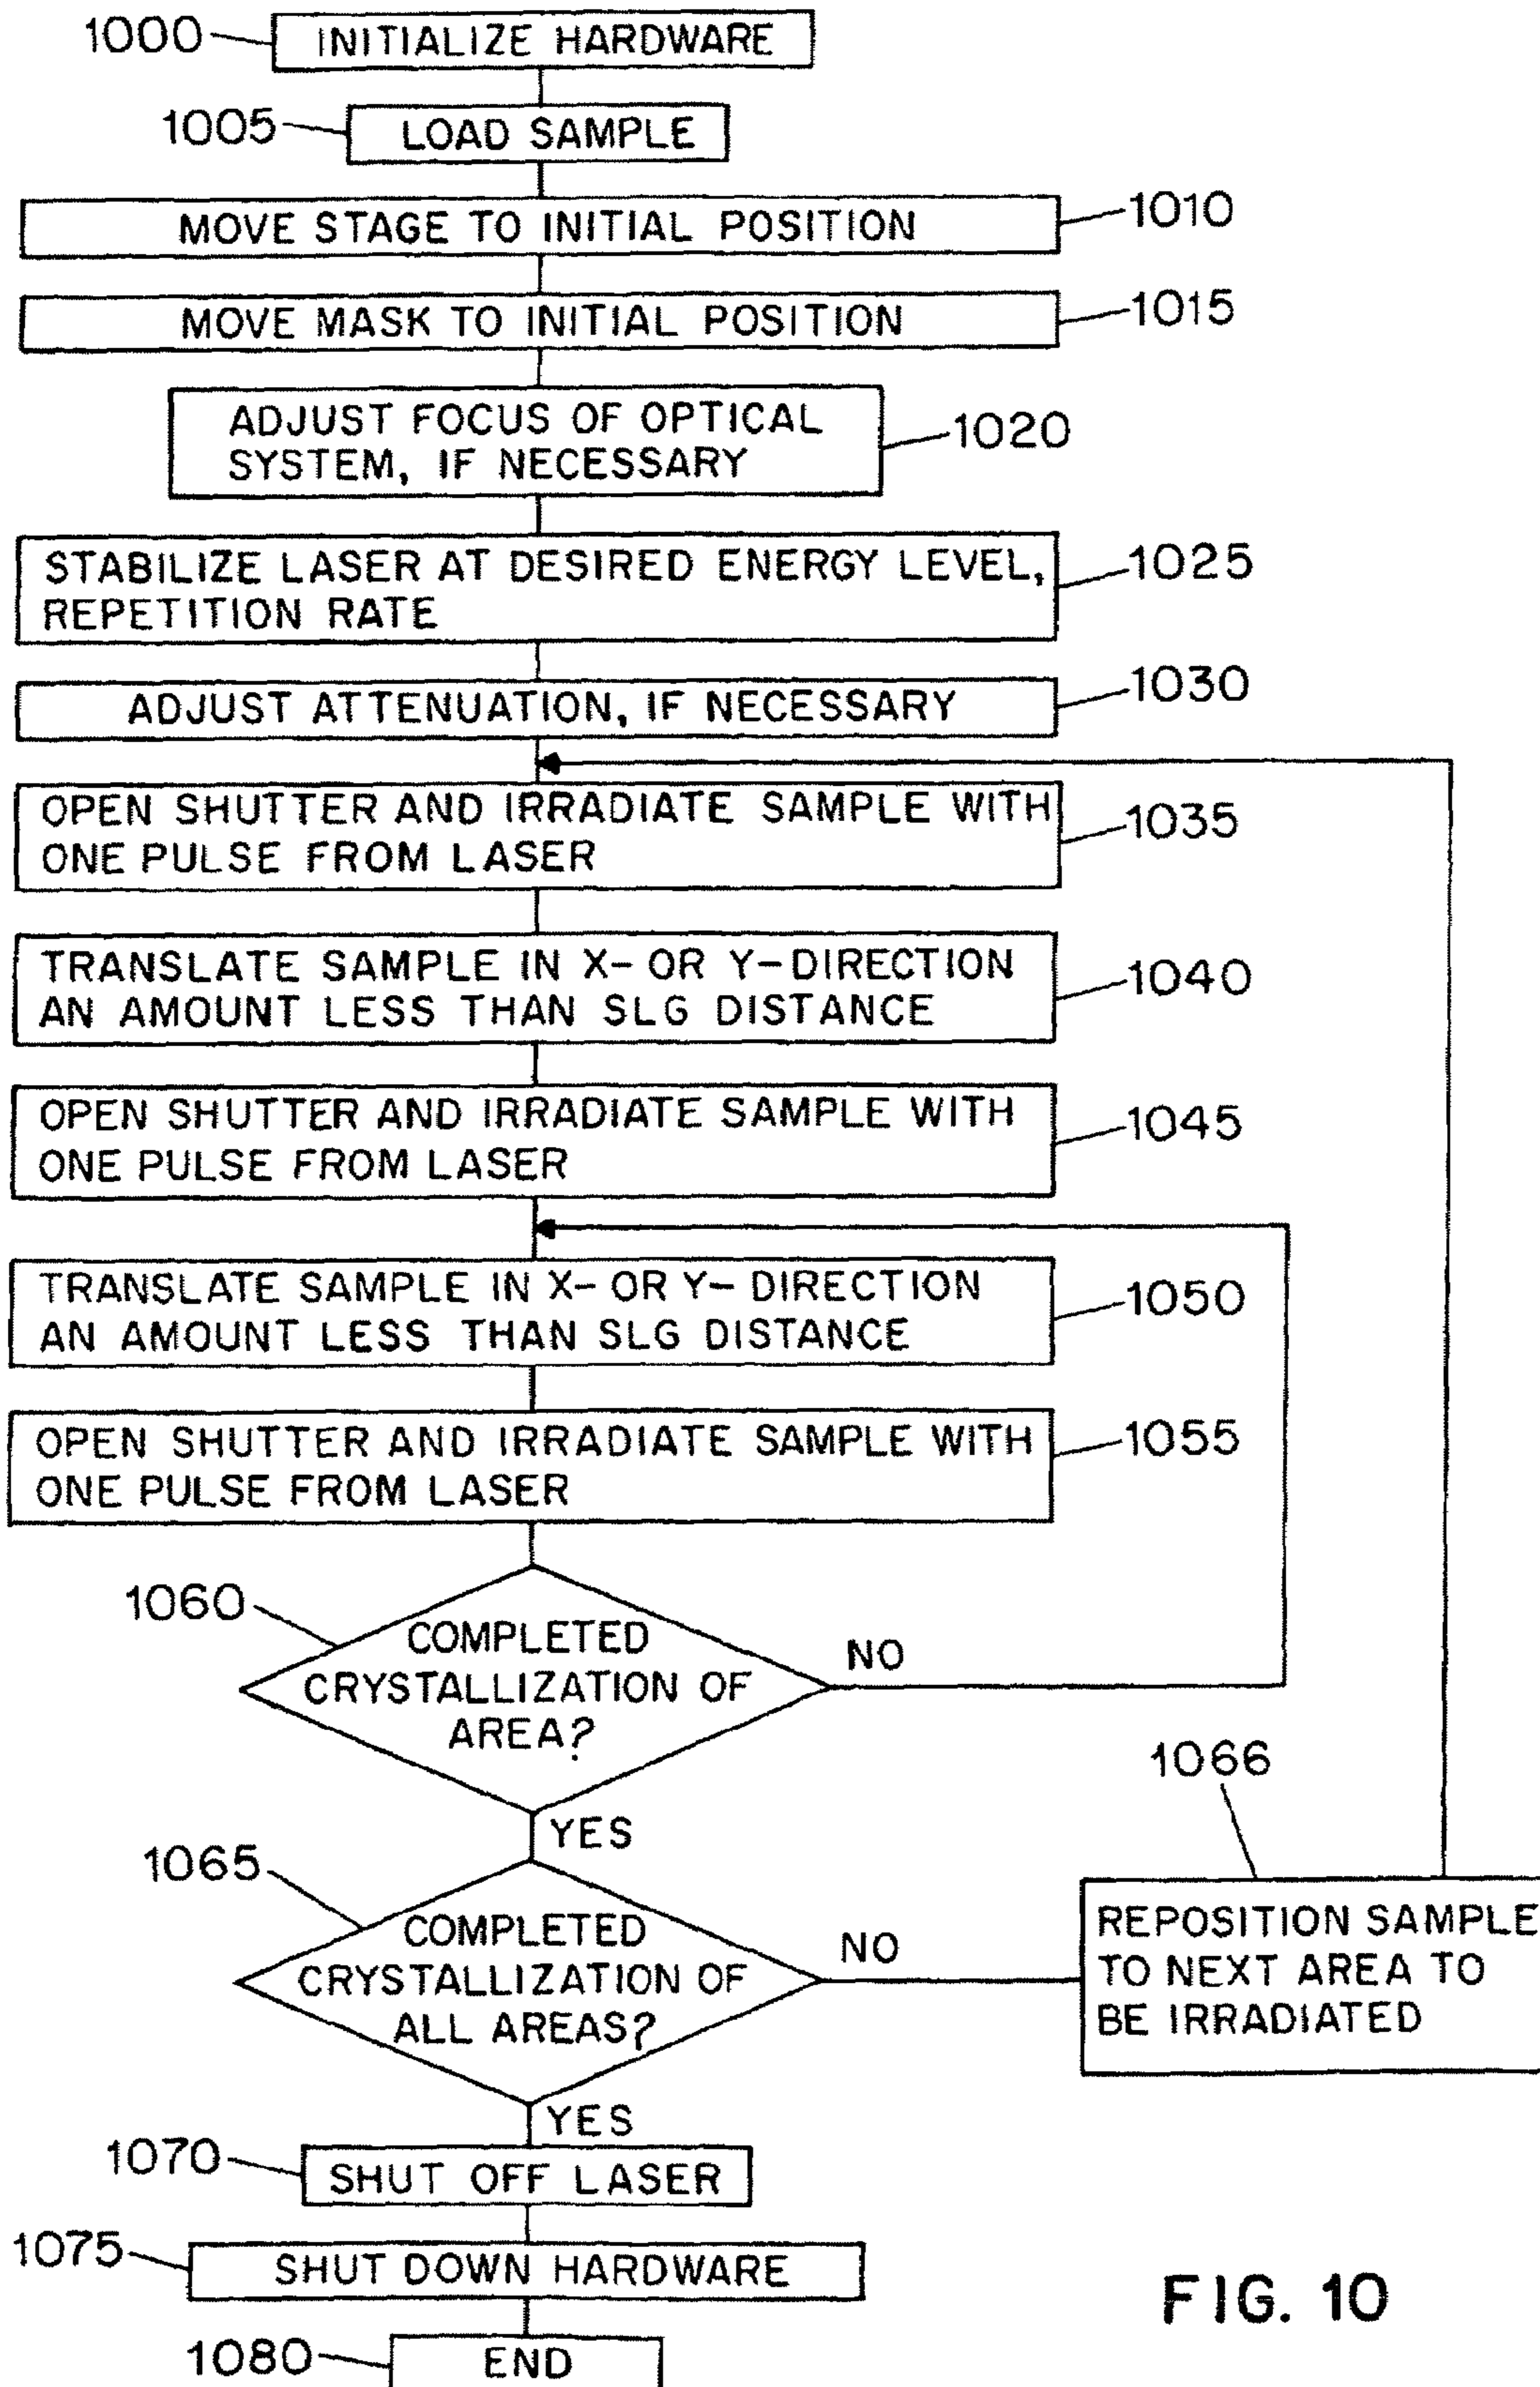 1000
INITIALIZE HARDWARE
1005
LOAD SAMPLE
MOVE STAGE TO INITIAL POSITION
1010
MOVE MASK TO INITIAL POSITION
1015
ADJUST FOCUS OF OPTICAL
SYSTEM, IF NECESSARY
1020
STABILIZE LASER AT DESIRED ENERGY LEVEL,
REPETITION RATE
1025
ADJUST ATTENUATION, IF NECESSARY
1030
OPEN SHUTTER AND IRRADIATE SAMPLE WITH
ONE PULSE FROM LASER
1035
TRANSLATE SAMPLE IN X- OR Y-DIRECTION
AN AMOUNT LESS THAN SLG DISTANCE
1040
OPEN SHUTTER AND IRRADIATE SAMPLE WITH
ONE PULSE FROM LASER
1045
TRANSLATE SAMPLE IN X- OR Y- DIRECTION
AN AMOUNT LESS THAN SLG DISTANCE
1050
OPEN SHUTTER AND IRRADIATE SAMPLE WITH
ONE PULSE FROM LASER
1055
1060
COMPLETED
CRYSTALLIZATION OF
AREA?
NO
YES
1065
COMPLETED
CRYSTALLIZATION OF
ALL AREAS?
NO
1066
REPOSITION SAMPLE
TO NEXT AREA TO
BE IRRADIATED
YES
1070
SHUT OFF LASER
1075
SHUT DOWN HARDWARE
1080
END
FIG. 10